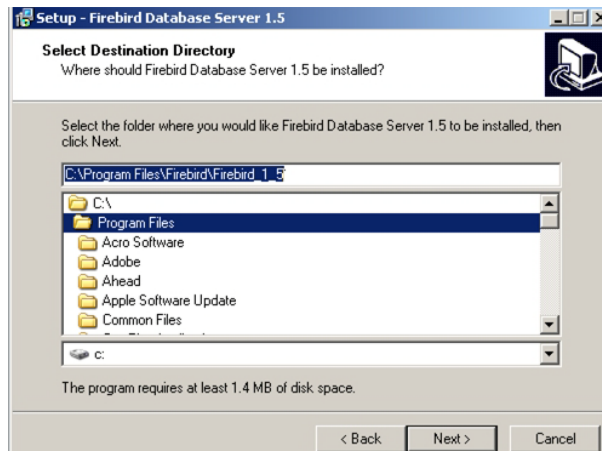 Setup - Firebird Database Server 1.5
Select Destination Directory
Where should Firebird Database Server 1.5 be installed?
Select the folder where you would like Firebird Database Server 1.5 to be installed, then
click Next.
C:\Program Files\Firebird\Firebird_1_5
C:\
Program Files
Acro Software
Adobe
Ahead
Apple Software Update
Common Files
c:
The program requires at least 1.4 MB of disk space.
< Back Next > Cancel